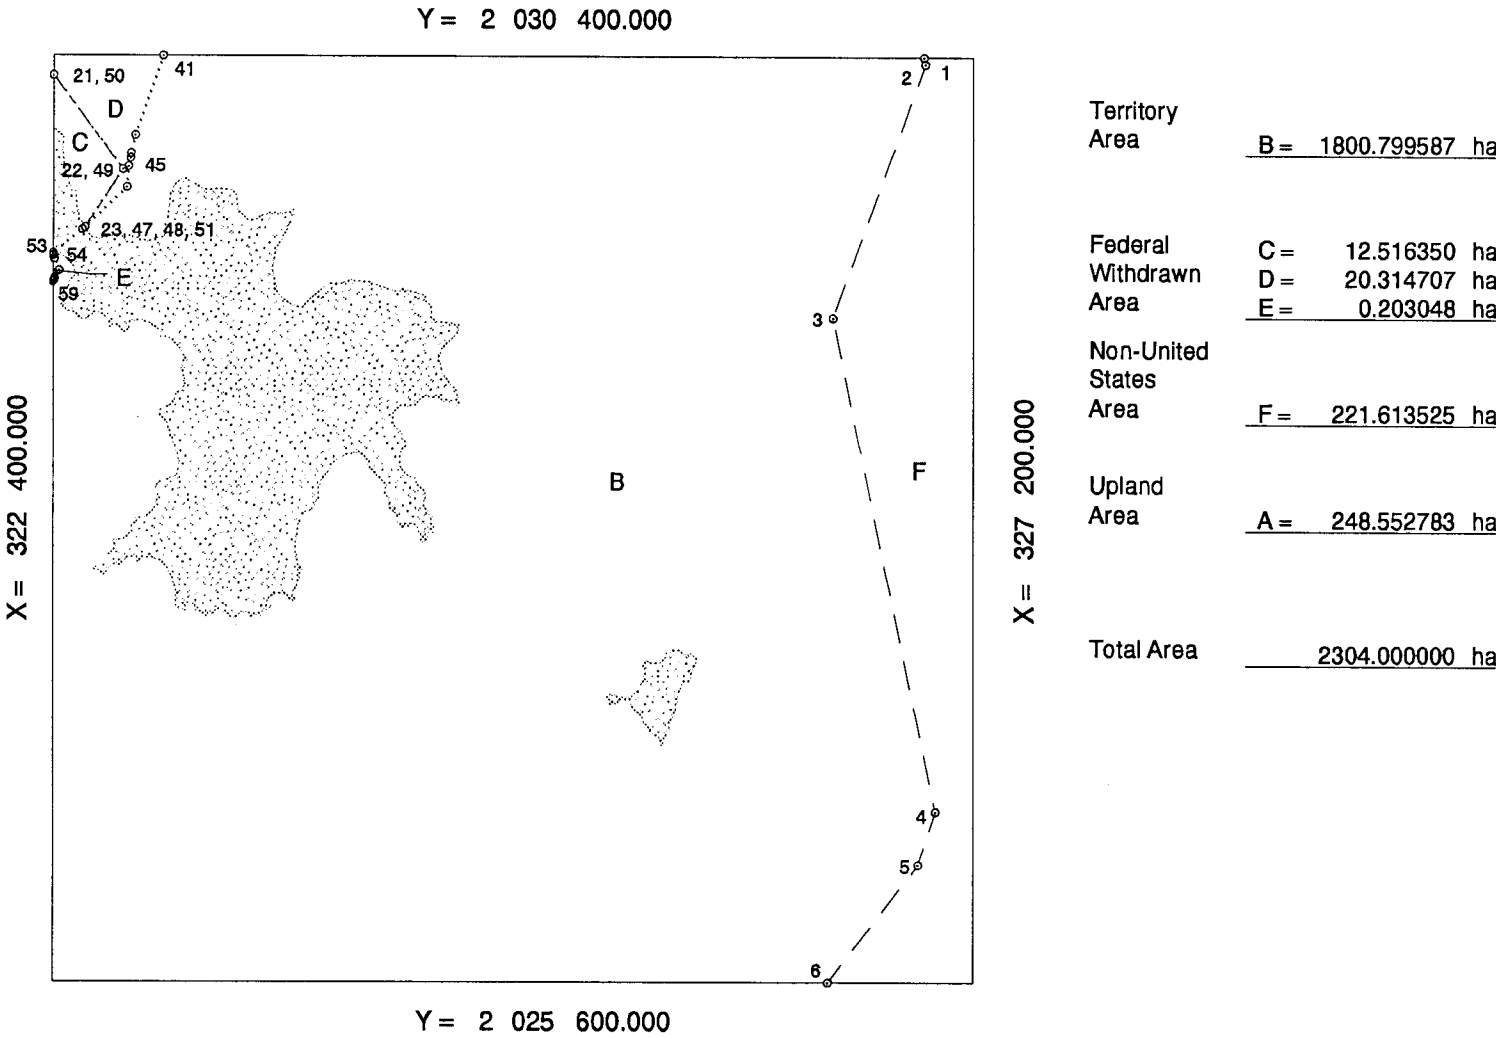 Y = 2 030 400.000
21, 50
41
2
1
D
C
22, 49
45
23, 47, 48, 51
53
54
E
59
3
X = 322 400.000
B
F
X = 327 200.000
4
5
6
Y = 2 025 600.000
Territory
Area B = 1800.799587 ha
Federal C = 12.516350 ha
Withdrawn D = 20.314707 ha
Area E = 0.203048 ha
Non-United
States
Area F = 221.613525 ha
Upland
Area A = 248.552783 ha
Total Area 2304.000000 ha